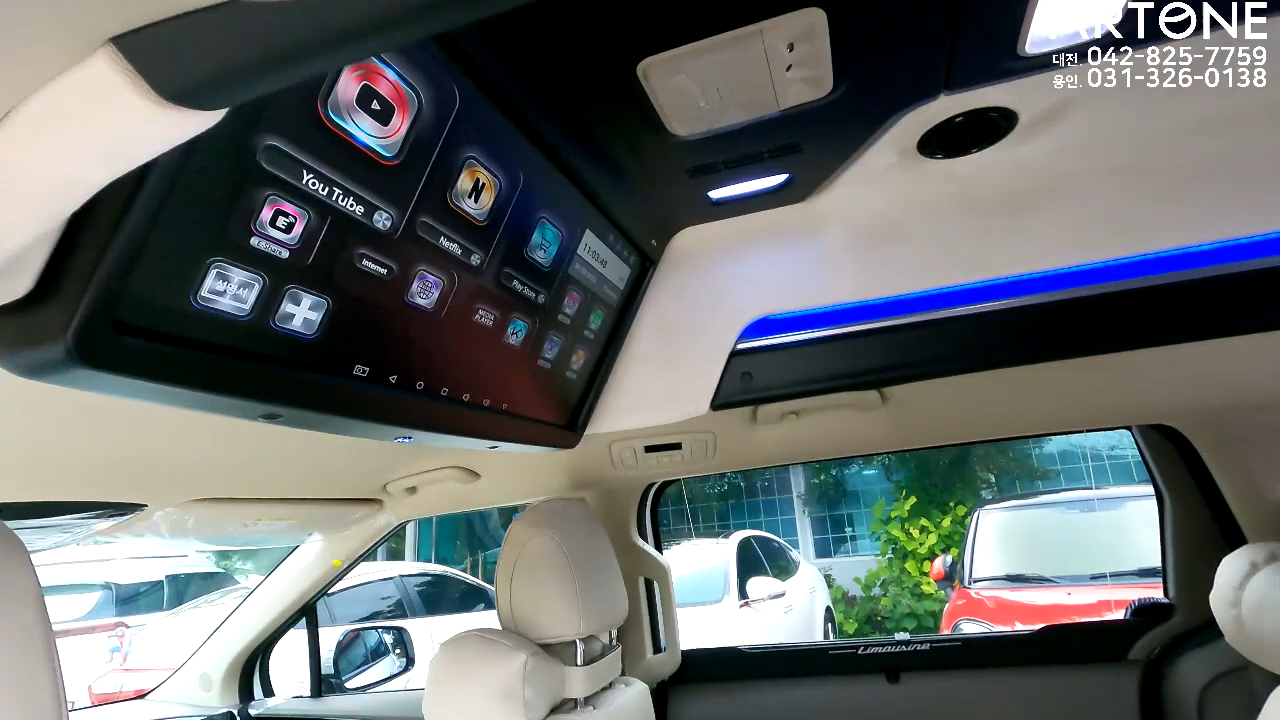 ARTONE
대전. 042-825-7759
용인. 031-326-0138
YouTube
N
Netflix
E
E-Share
설명서
Internet
Play Store
11:03:48
MEDIA
PLAYER
Limousine